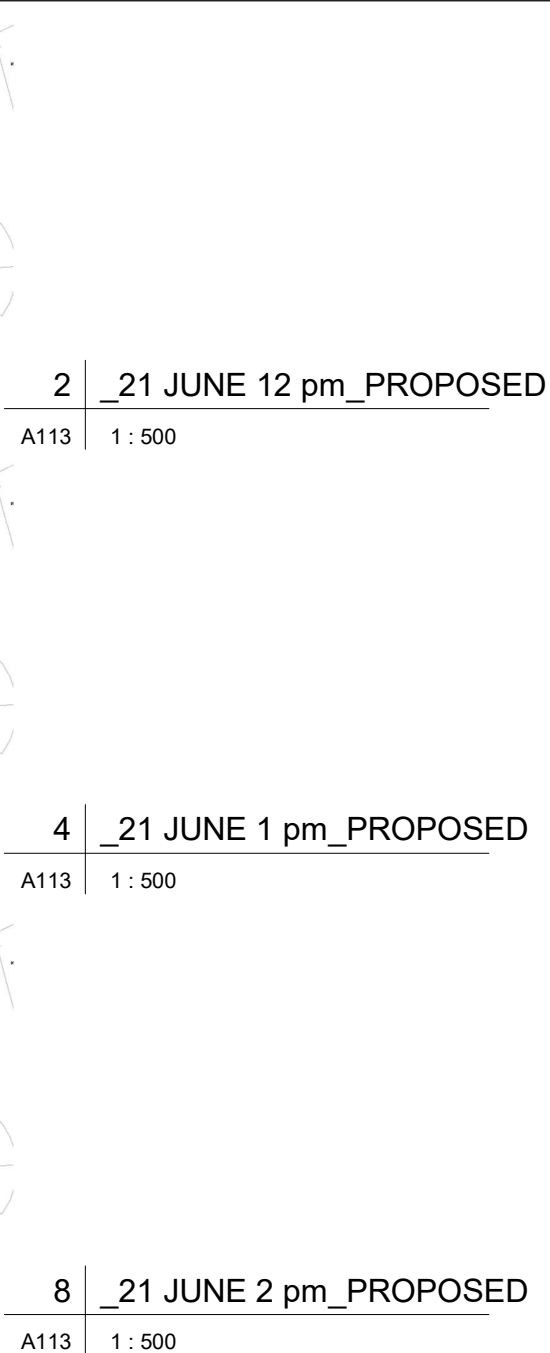 2 _21 JUNE 12 pm_PROPOSED
A113 1 : 500
4 _21 JUNE 1 pm_PROPOSED
A113 1 : 500
8 _21 JUNE 2 pm_PROPOSED
A113 1 : 500